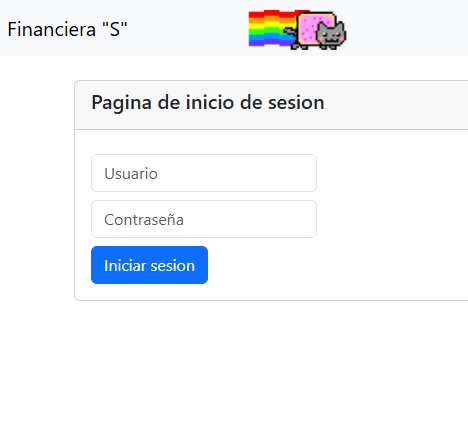 Financiera "S"
Pagina de inicio de sesion
Usuario
Contraseña
Iniciar sesion